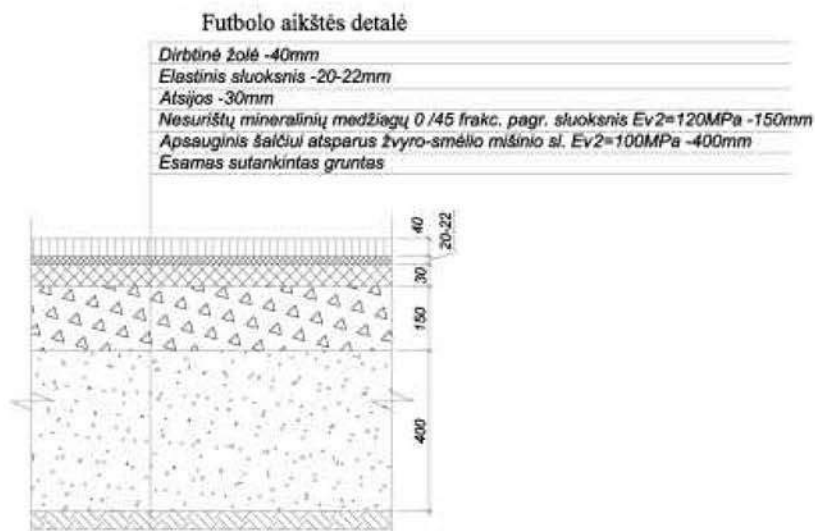 Futbolo aikštės detalė
Dirbtinė žolė -40mm
Elastinis sluoksnis -20-22mm
Atsijos -30mm
Nesurištų mineralinių medžiagų 0 /45 frakc. pagr. sluoksnis Ev2=120MPa -150mm
Apsauginis šalčiui atsparus žvyro-smėlio mišinio sl. Ev2=100MPa -400mm
Esamas sutankintas gruntas
40
20-22
30
150
400